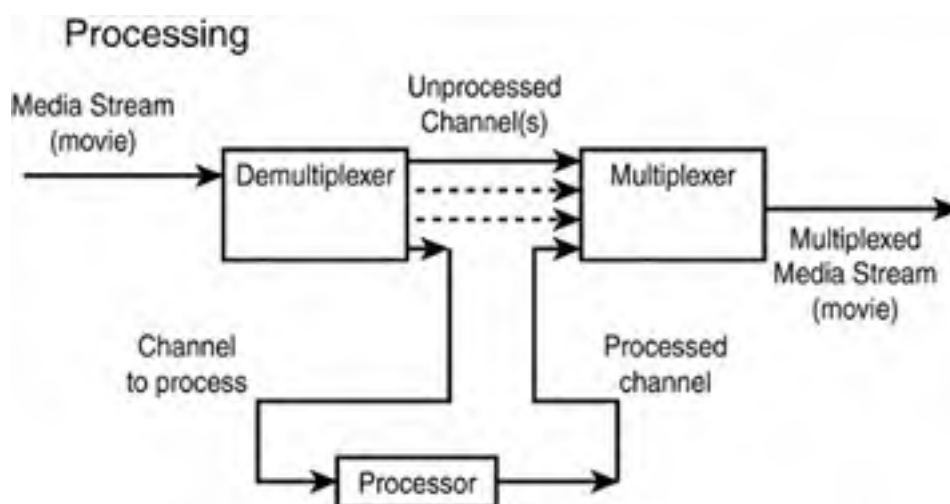 Processing
Media Stream
(movie)
Unprocessed
Channel(s)
Demultiplexer
Multiplexer
Multiplexed
Media Stream
(movie)
Channel
to process
Processed
channel
Processor